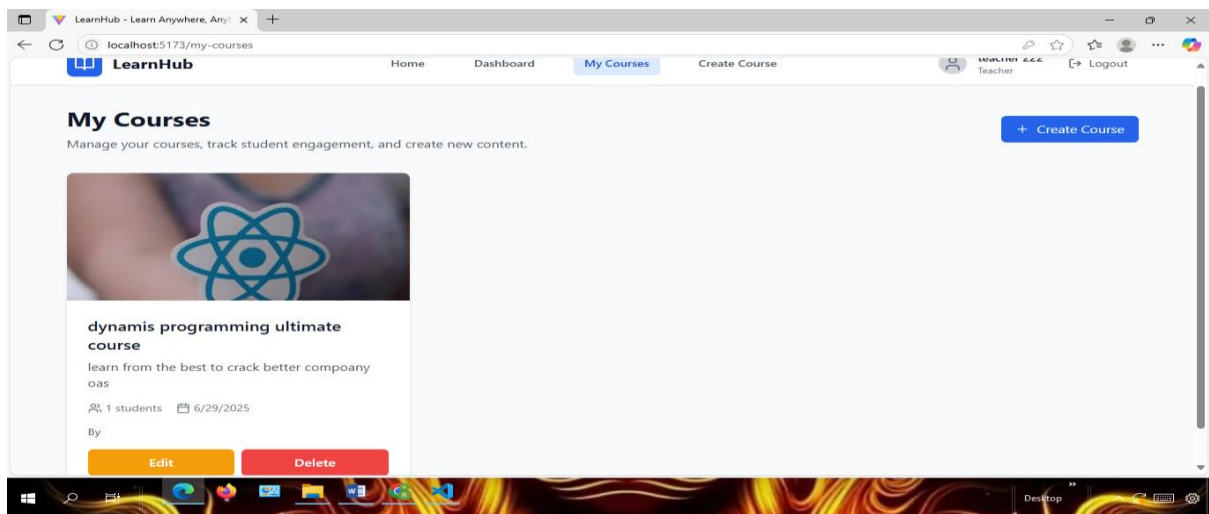 LearnHub - Learn Anywhere, Any
localhost:5173/my-courses
LearnHub
Home
Dashboard
My Courses
Create Course
teacher 222
Teacher
Logout
My Courses
Manage your courses, track student engagement, and create new content.
+ Create Course
dynamis programming ultimate
course
learn from the best to crack better compoany
oas
1 students
6/29/2025
By
Edit
Delete
Desktop